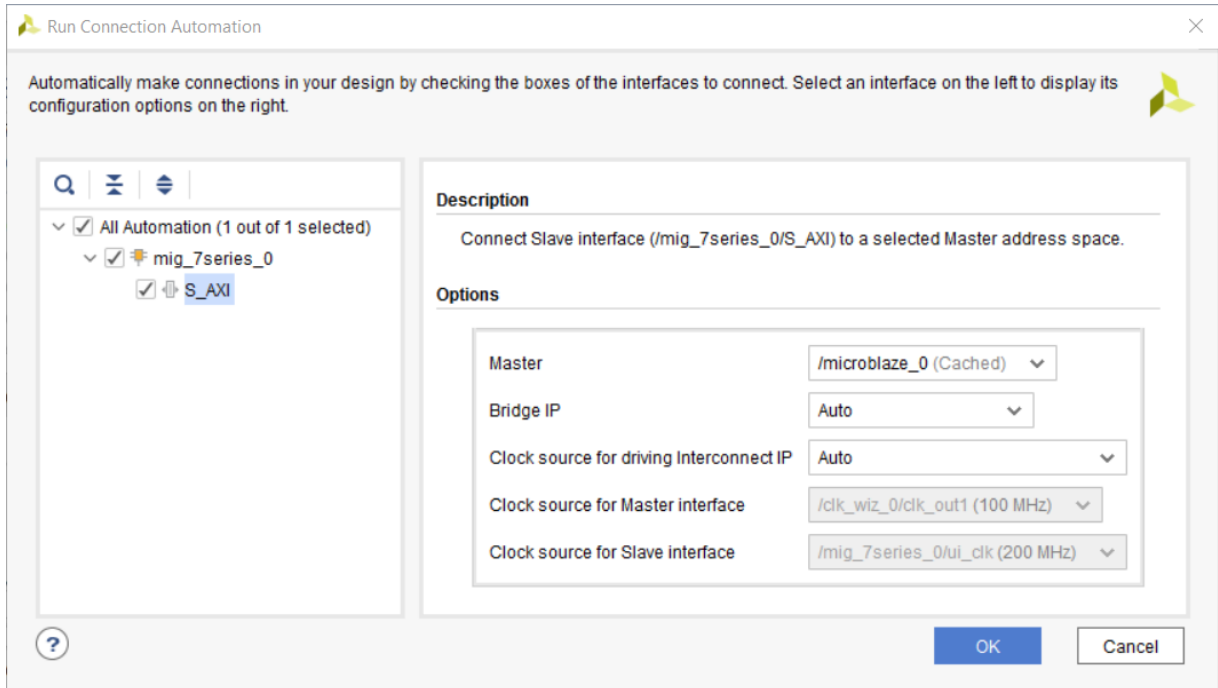 Run Connection Automation
Automatically make connections in your design by checking the boxes of the interfaces to connect. Select an interface on the left to display its
configuration options on the right.
All Automation (1 out of 1 selected)
mig_7series_0
S_AXI
Description
Connect Slave interface (/mig_7series_0/S_AXI) to a selected Master address space.
Options
Master /microblaze_0 (Cached)
Bridge IP Auto
Clock source for driving Interconnect IP Auto
Clock source for Master interface /clk_wiz_0/clk_out1 (100 MHz)
Clock source for Slave interface /mig_7series_0/ui_clk (200 MHz)
?
OK Cancel